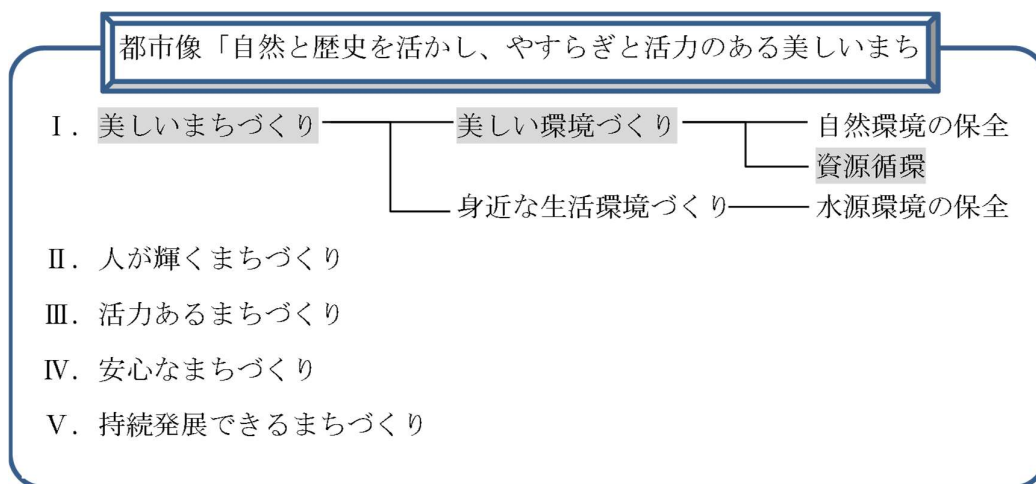 都市像「自然と歴史を活かし、やすらぎと活力のある美しいまち
Ⅰ．美しいまちづくり 美しい環境づくり 自然環境の保全
資源循環
身近な生活環境づくり 水源環境の保全
Ⅱ．人が輝くまちづくり
Ⅲ．活力あるまちづくり
Ⅳ．安心なまちづくり
Ⅴ．持続発展できるまちづくり